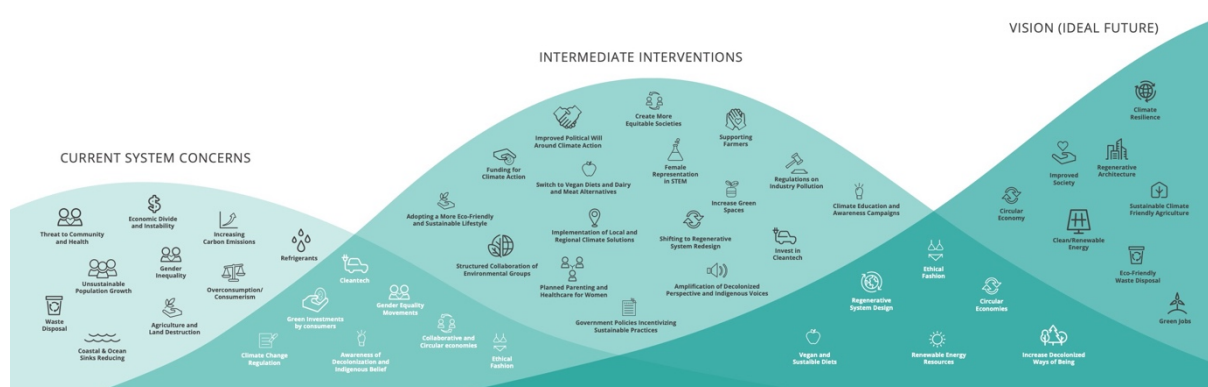 VISION (IDEAL FUTURE)
INTERMEDIATE INTERVENTIONS
CURRENT SYSTEM CONCERNS
Threat to Community
and Health
Economic Divide
and Instability
Increasing
Carbon Emissions
Refrigerants
Unsustainable
Population Growth
Gender
Inequality
Overconsumption/
Consumerism
Waste
Disposal
Agriculture and
Land Destruction
Coastal & Ocean
Sinks Reducing
Cleantech
Green Investments
by consumers
Gender Equality
Movements
Climate Change
Regulation
Awareness of
Decolonization and
Indigenous Belief
Collaborative and
Circular economies
Ethical
Fashion
Improved Political Will
Around Climate Action
Create More
Equitable Societies
Supporting
Farmers
Funding for
Climate Action
Switch to Vegan Diets and Dairy
and Meat Alternatives
Female
Representation
in STEM
Regulations on
Industry Pollution
Adopting a More Eco-Friendly
and Sustainable Lifestyle
Increase Green
Spaces
Climate Education and
Awareness Campaigns
Implementation of Local and
Regional Climate Solutions
Shifting to Regenerative
System Redesign
Invest in
Cleantech
Structured Collaboration of
Environmental Groups
Planned Parenting and
Healthcare for Women
Amplification of Decolonized
Perspective and Indigenous Voices
Government Policies Incentivizing
Sustainable Practices
Ethical
Fashion
Regenerative
System Design
Circular
Economies
Vegan and
Sustaible Diets
Renewable Energy
Resources
Increase Decolonized
Ways of Being
Climate
Resilience
Improved
Society
Regenerative
Architecture
Circular
Economy
Sustainable Climate
Friendly Agriculture
Clean/Renewable
Energy
Eco-Friendly
Waste Disposal
Green Jobs